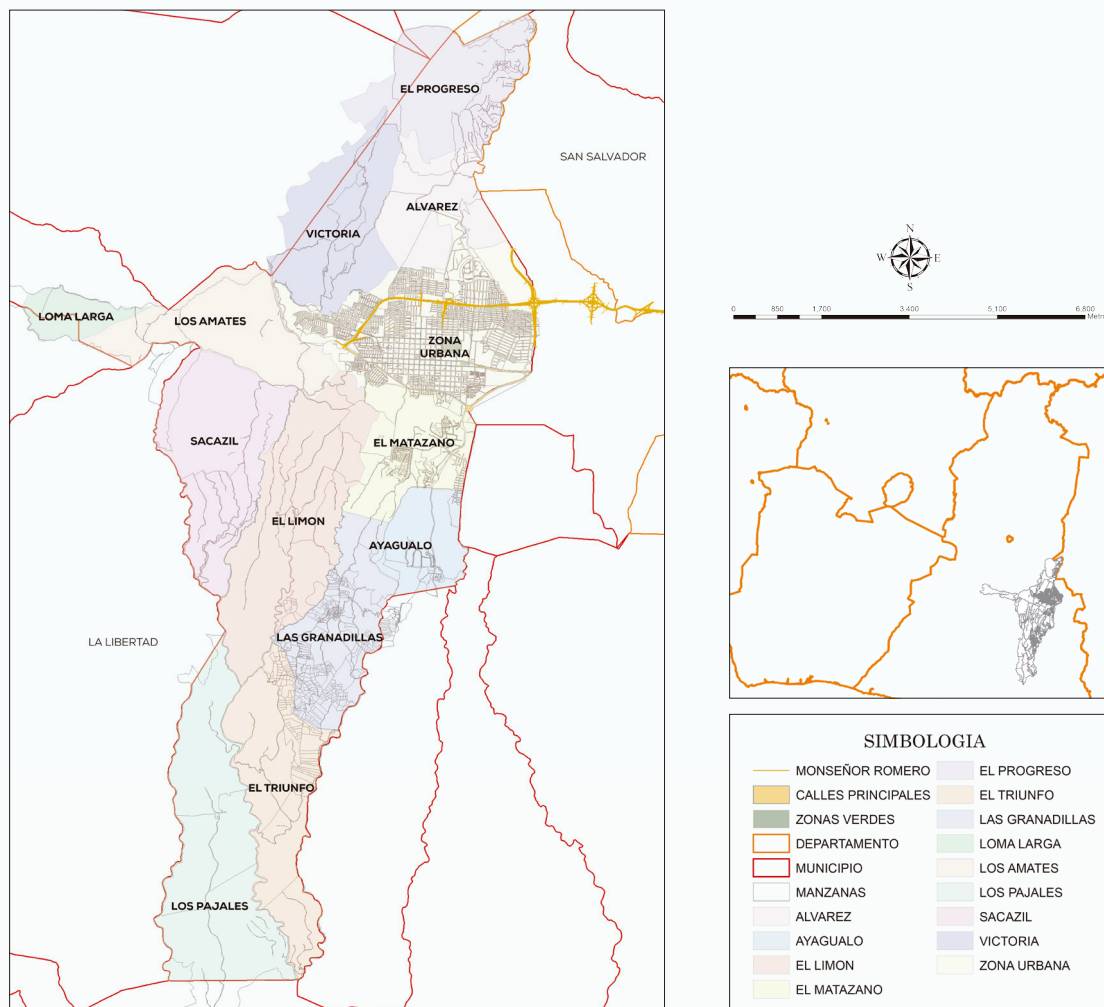 EL PROGRESO
SAN SALVADOR
ALVAREZ
VICTORIA
LOMA LARGA
LOS AMATES
ZONA
URBANA
SACAZIL
EL MATAZANO
EL LIMON
AYAGUALO
LA LIBERTAD
LAS GRANADILLAS
EL TRIUNFO
LOS PAJALES
N
W E
S
0 850 1,700 3,400 5,100 6,800
Metro
SIMBOLOGIA
MONSEÑOR ROMERO
CALLES PRINCIPALES
ZONAS VERDES
DEPARTAMENTO
MUNICIPIO
MANZANAS
ALVAREZ
AYAGUALO
EL LIMON
EL MATAZANO
EL PROGRESO
EL TRIUNFO
LAS GRANADILLAS
LOMA LARGA
LOS AMATES
LOS PAJALES
SACAZIL
VICTORIA
ZONA URBANA